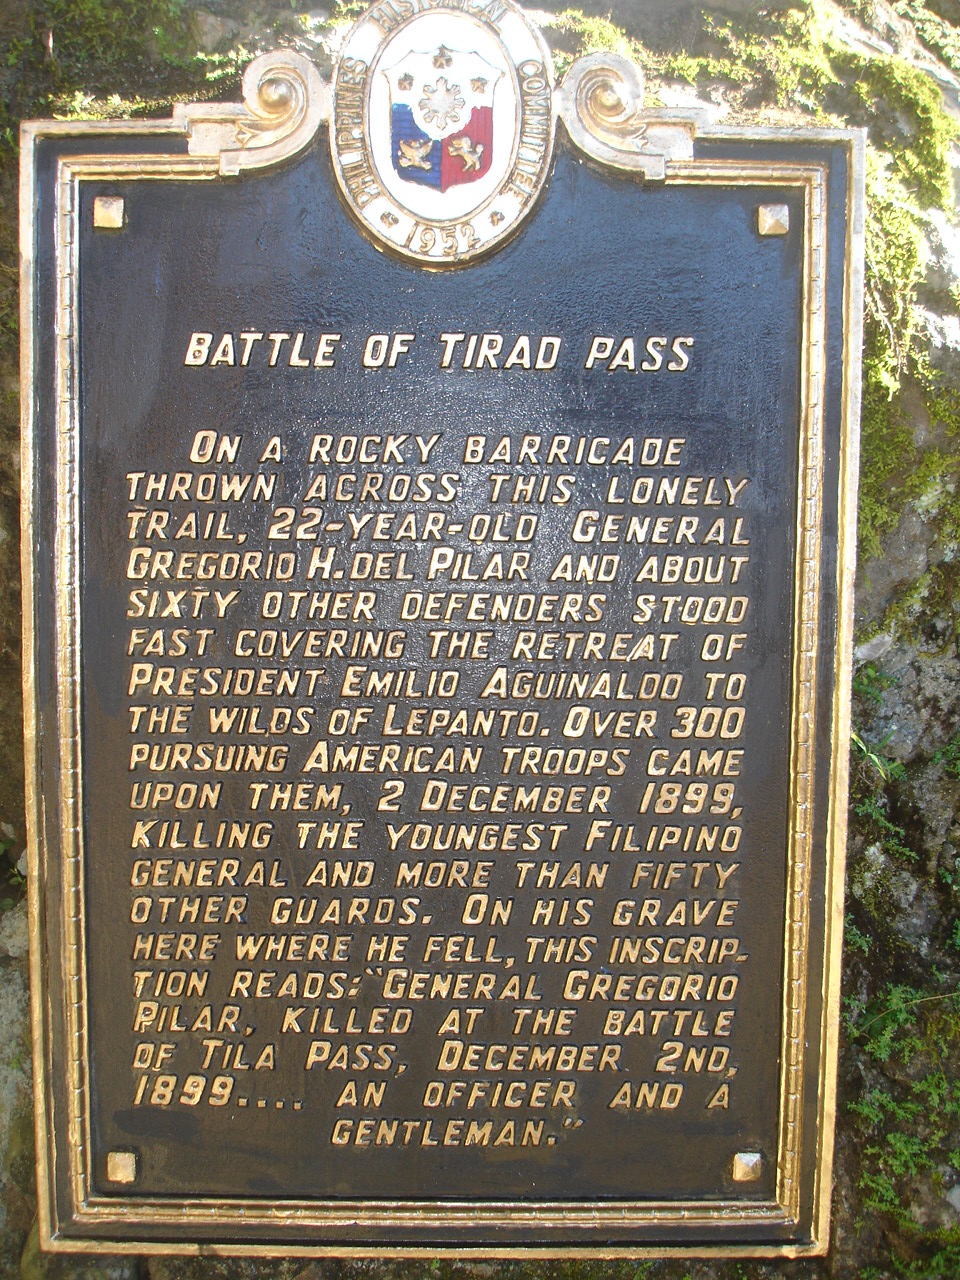 PHILIPPINES HISTORICAL COMMITTEE
1952
BATTLE OF TIRAD PASS
ON A ROCKY BARRICADE
THROWN ACROSS THIS LONELY
TRAIL, 22-YEAR-OLD GENERAL
GREGORIO H. DEL PILAR AND ABOUT
SIXTY OTHER DEFENDERS STOOD
FAST COVERING THE RETREAT OF
PRESIDENT EMILIO AGUINALDO TO
THE WILDS OF LEPANTO. OVER 300
PURSUING AMERICAN TROOPS CAME
UPON THEM, 2 DECEMBER 1899,
KILLING THE YOUNGEST FILIPINO
GENERAL AND MORE THAN FIFTY
OTHER GUARDS. ON HIS GRAVE
HERE WHERE HE FELL, THIS INSCRIP-
TION READS: "GENERAL GREGORIO
PILAR, KILLED AT THE BATTLE
OF TILA PASS, DECEMBER 2ND,
1899.... AN OFFICER AND A
GENTLEMAN."